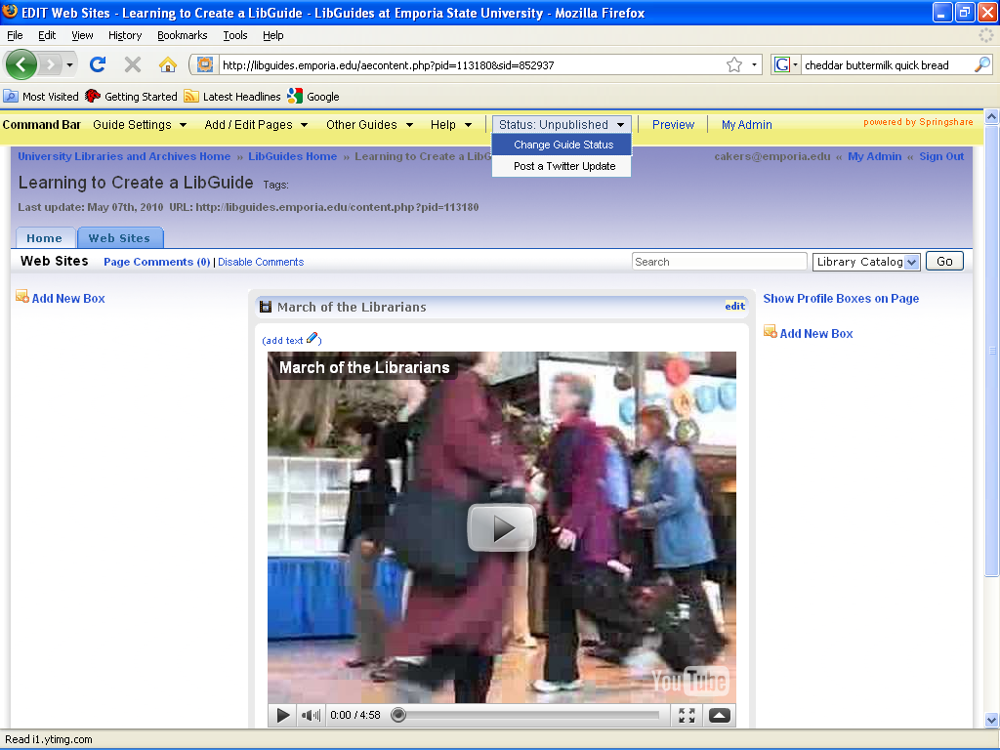 EDIT Web Sites - Learning to Create a LibGuide - LibGuides at Emporia State University - Mozilla Firefox
File Edit View History Bookmarks Tools Help
http://libguides.emporia.edu/aecontent.php?pid=113180&sid=852937 G cheddar buttermilk quick bread
Most Visited Getting Started Latest Headlines Google
Command Bar Guide Settings Add / Edit Pages Other Guides Help Status: Unpublished Preview My Admin powered by Springshare
Change Guide Status
Post a Twitter Update
University Libraries and Archives Home » LibGuides Home » Learning to Create a LibG cakers@emporia.edu « My Admin « Sign Out
Learning to Create a LibGuide Tags:
Last update: May 07th, 2010 URL: http://libguides.emporia.edu/content.php?pid=113180
Home Web Sites
Web Sites Page Comments (0) | Disable Comments Search Library Catalog Go
Add New Box
March of the Librarians edit
Show Profile Boxes on Page
Add New Box
(add text )
March of the Librarians
YouTube
0:00 / 4:58
Read i1.ytimg.com